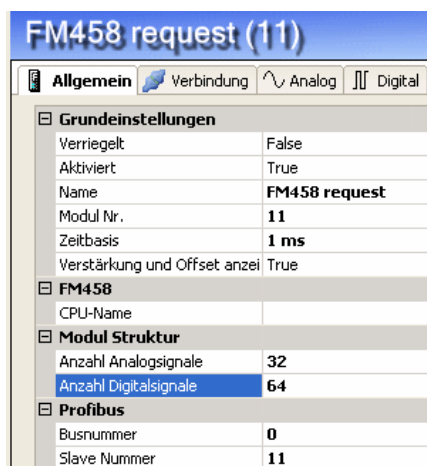 FM458 request (11)
Allgemein Verbindung Analog Digital
Grundeinstellungen
Verriegelt False
Aktiviert True
Name FM458 request
Modul Nr. 11
Zeitbasis 1 ms
Verstärkung und Offset anzei True
FM458
CPU-Name
Modul Struktur
Anzahl Analogsignale 32
Anzahl Digitalsignale 64
Profibus
Busnummer 0
Slave Nummer 11